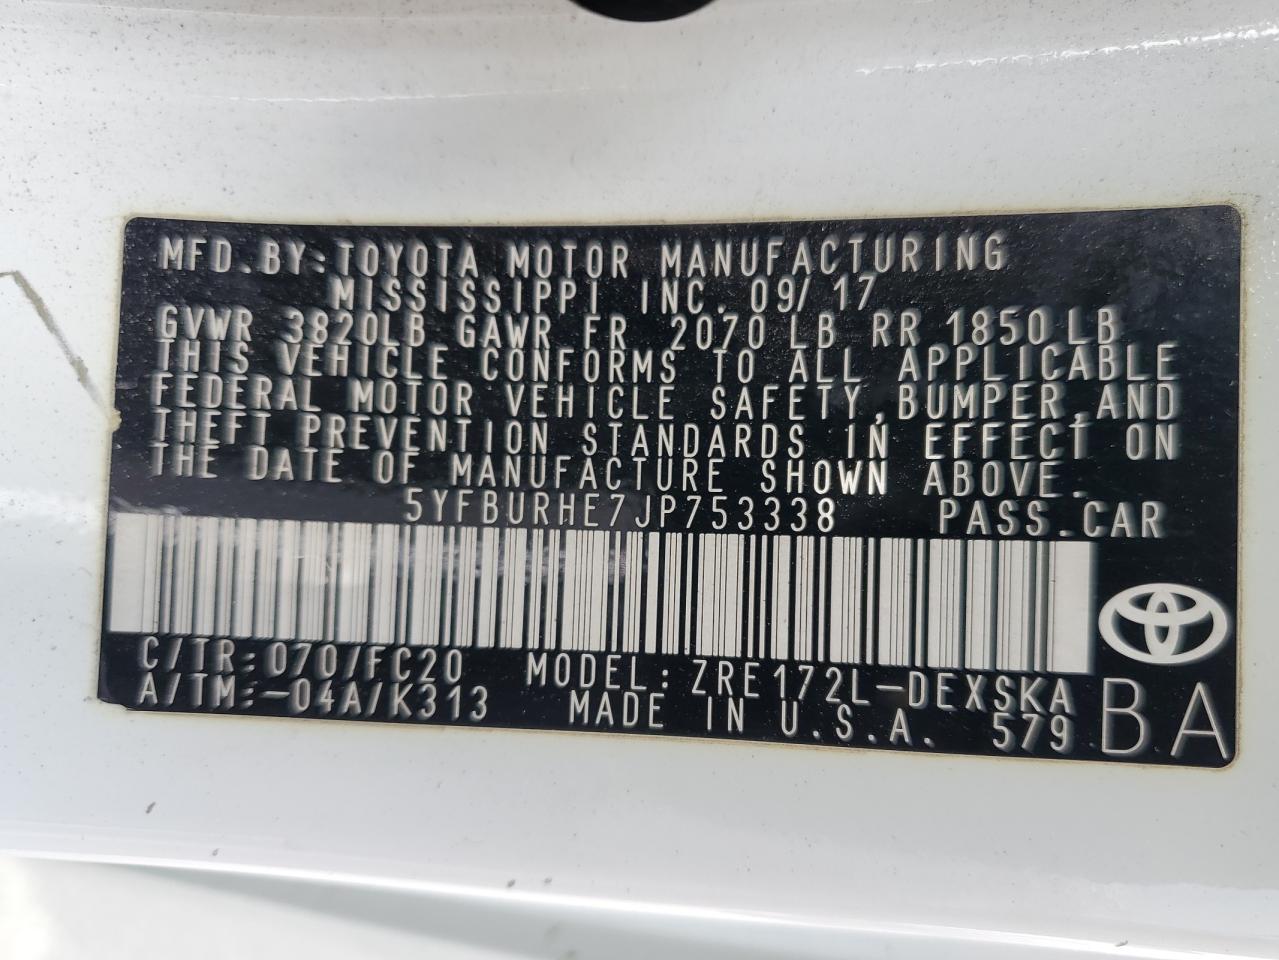 MFD.BY:TOYOTA MOTOR MANUFACTURING
MISSISSIPPI INC. 09/17
GVWR 3820LB GAWR FR 2070 LB RR 1850LB
THIS VEHICLE CONFORMS TO ALL APPLICABLE
FEDERAL MOTOR VEHICLE SAFETY,BUMPER,AND
THEFT PREVENTION STANDARDS IN EFFECT ON
THE DATE OF MANUFACTURE SHOWN ABOVE.
5YFBURHE7JP753338 PASS.CAR
C/TR:070/FC20 MODEL:ZRE172L-DEXSKA
A/TM:-04A/K313 MADE IN U.S.A. 579 BA